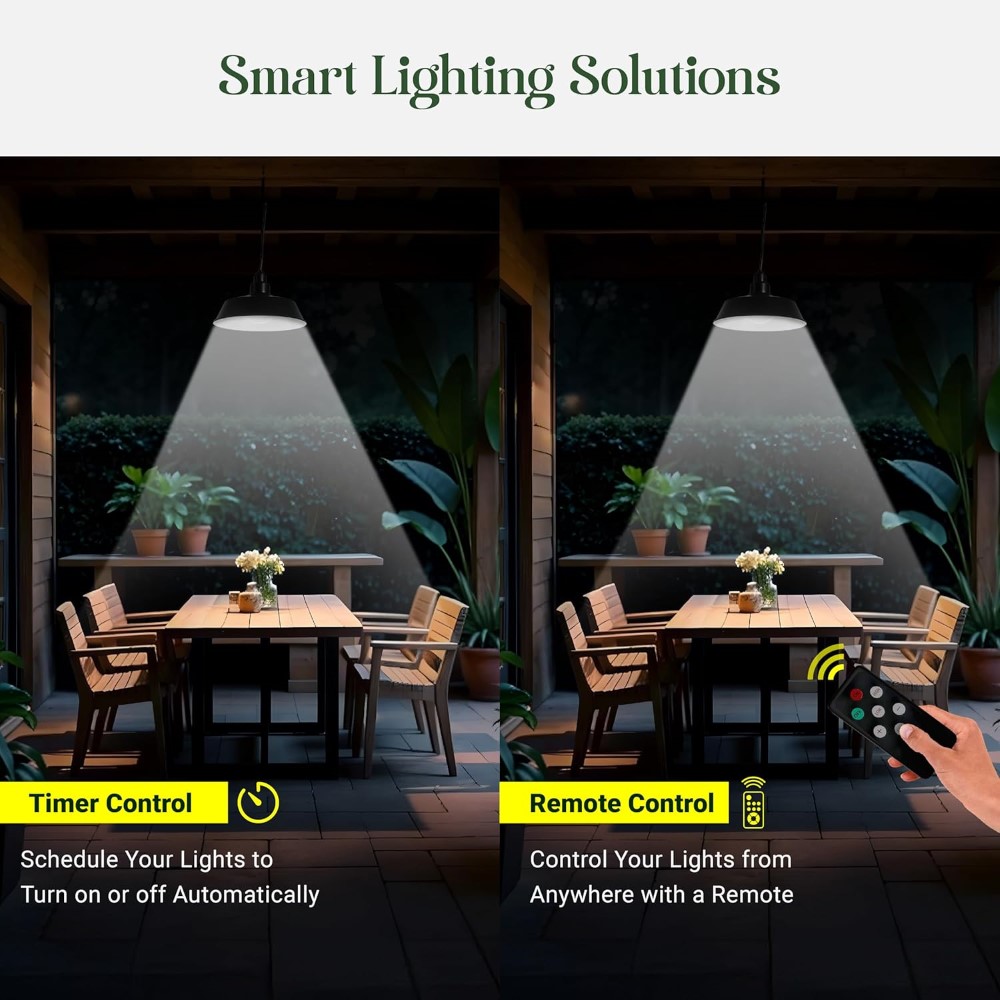 Smart Lighting Solutions
Timer Control
Schedule Your Lights to
Turn on or off Automatically
Remote Control
Control Your Lights from
Anywhere with a Remote